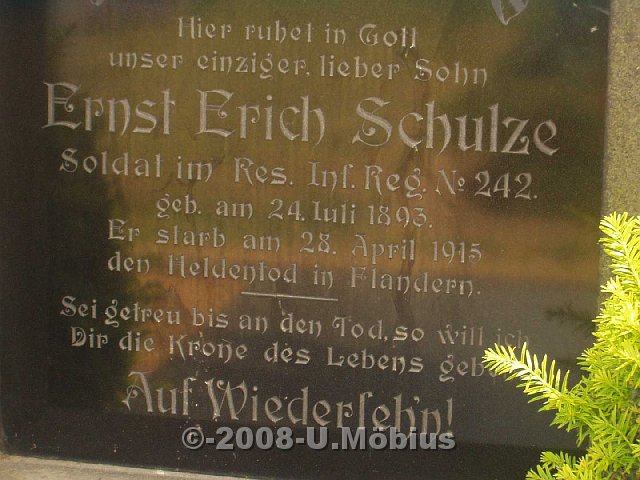 Hier ruhet in Gott
unser einziger, lieber Sohn
Ernst Erich Schulze
Soldat im Res. Inf. Reg. No 242.
geb. am 24. Juli 1893.
Er starb am 28. April 1915
den Heldentod in Flandern.
Sei getreu bis an den Tod, so will ich
Dir die Krone des Lebens geb
Auf Wiederseh'n!
©-2008-U.Möbius